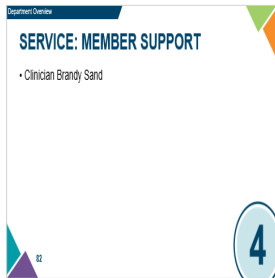 Department Overview
SERVICE: MEMBER SUPPORT
• Clinician Brandy Sand
82
4